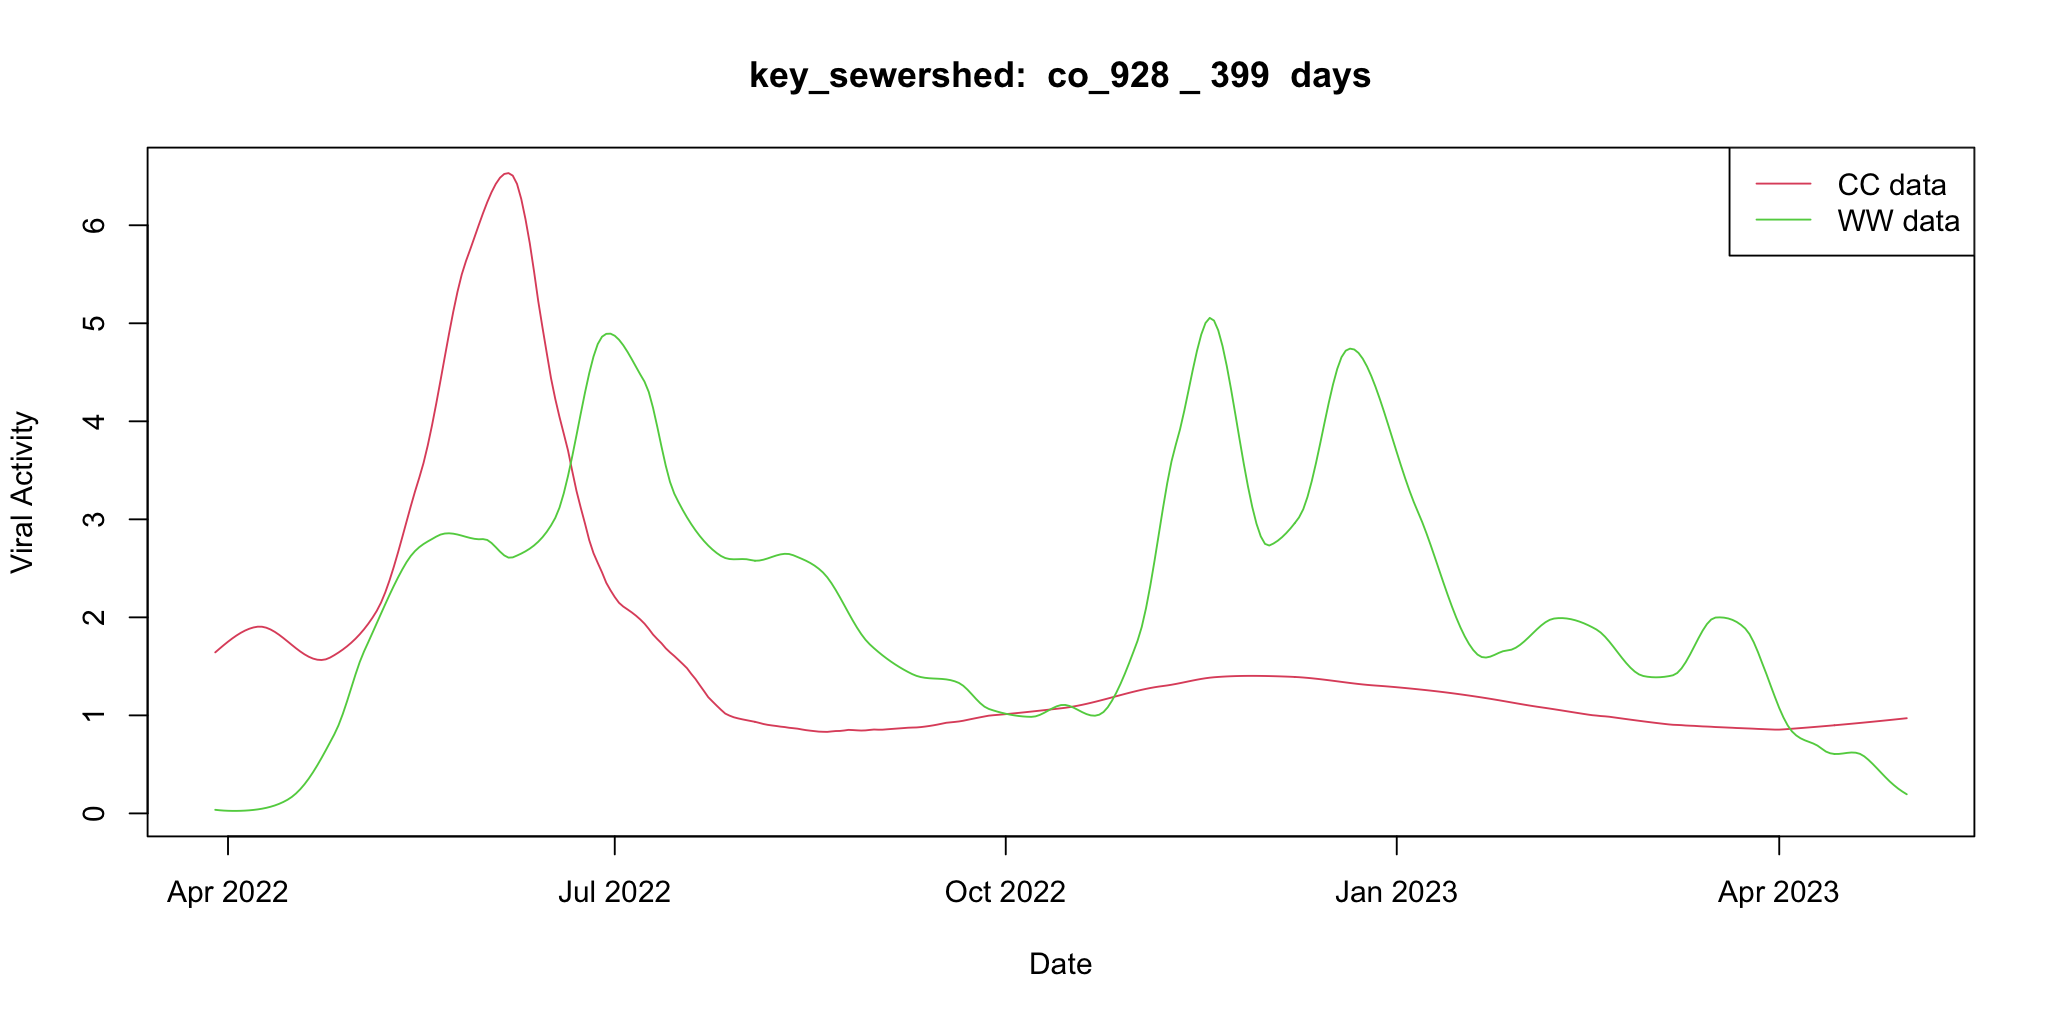 key_sewershed:  co_928 _ 399  days
CC data
WW data
Viral Activity
6
5
4
3
2
1
0
Apr 2022
Jul 2022
Oct 2022
Jan 2023
Apr 2023
Date